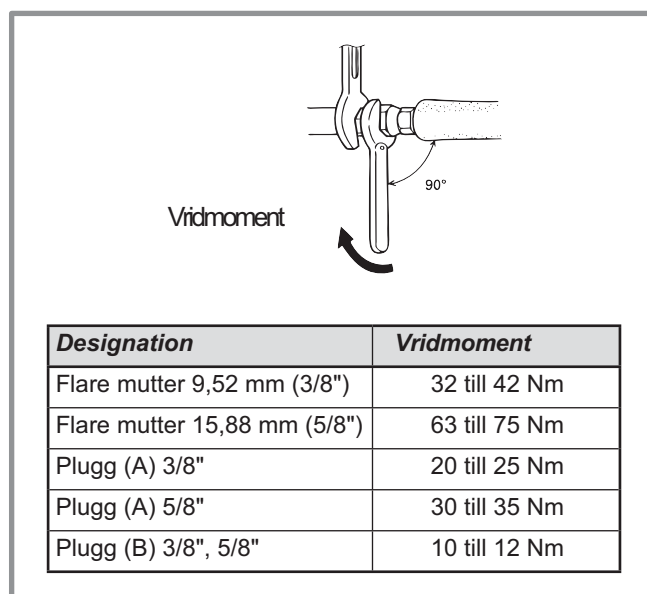 90°
Vridmoment
Designation Vridmoment
Flare mutter 9,52 mm (3/8") 32 till 42 Nm
Flare mutter 15,88 mm (5/8") 63 till 75 Nm
Plugg (A) 3/8" 20 till 25 Nm
Plugg (A) 5/8" 30 till 35 Nm
Plugg (B) 3/8", 5/8" 10 till 12 Nm